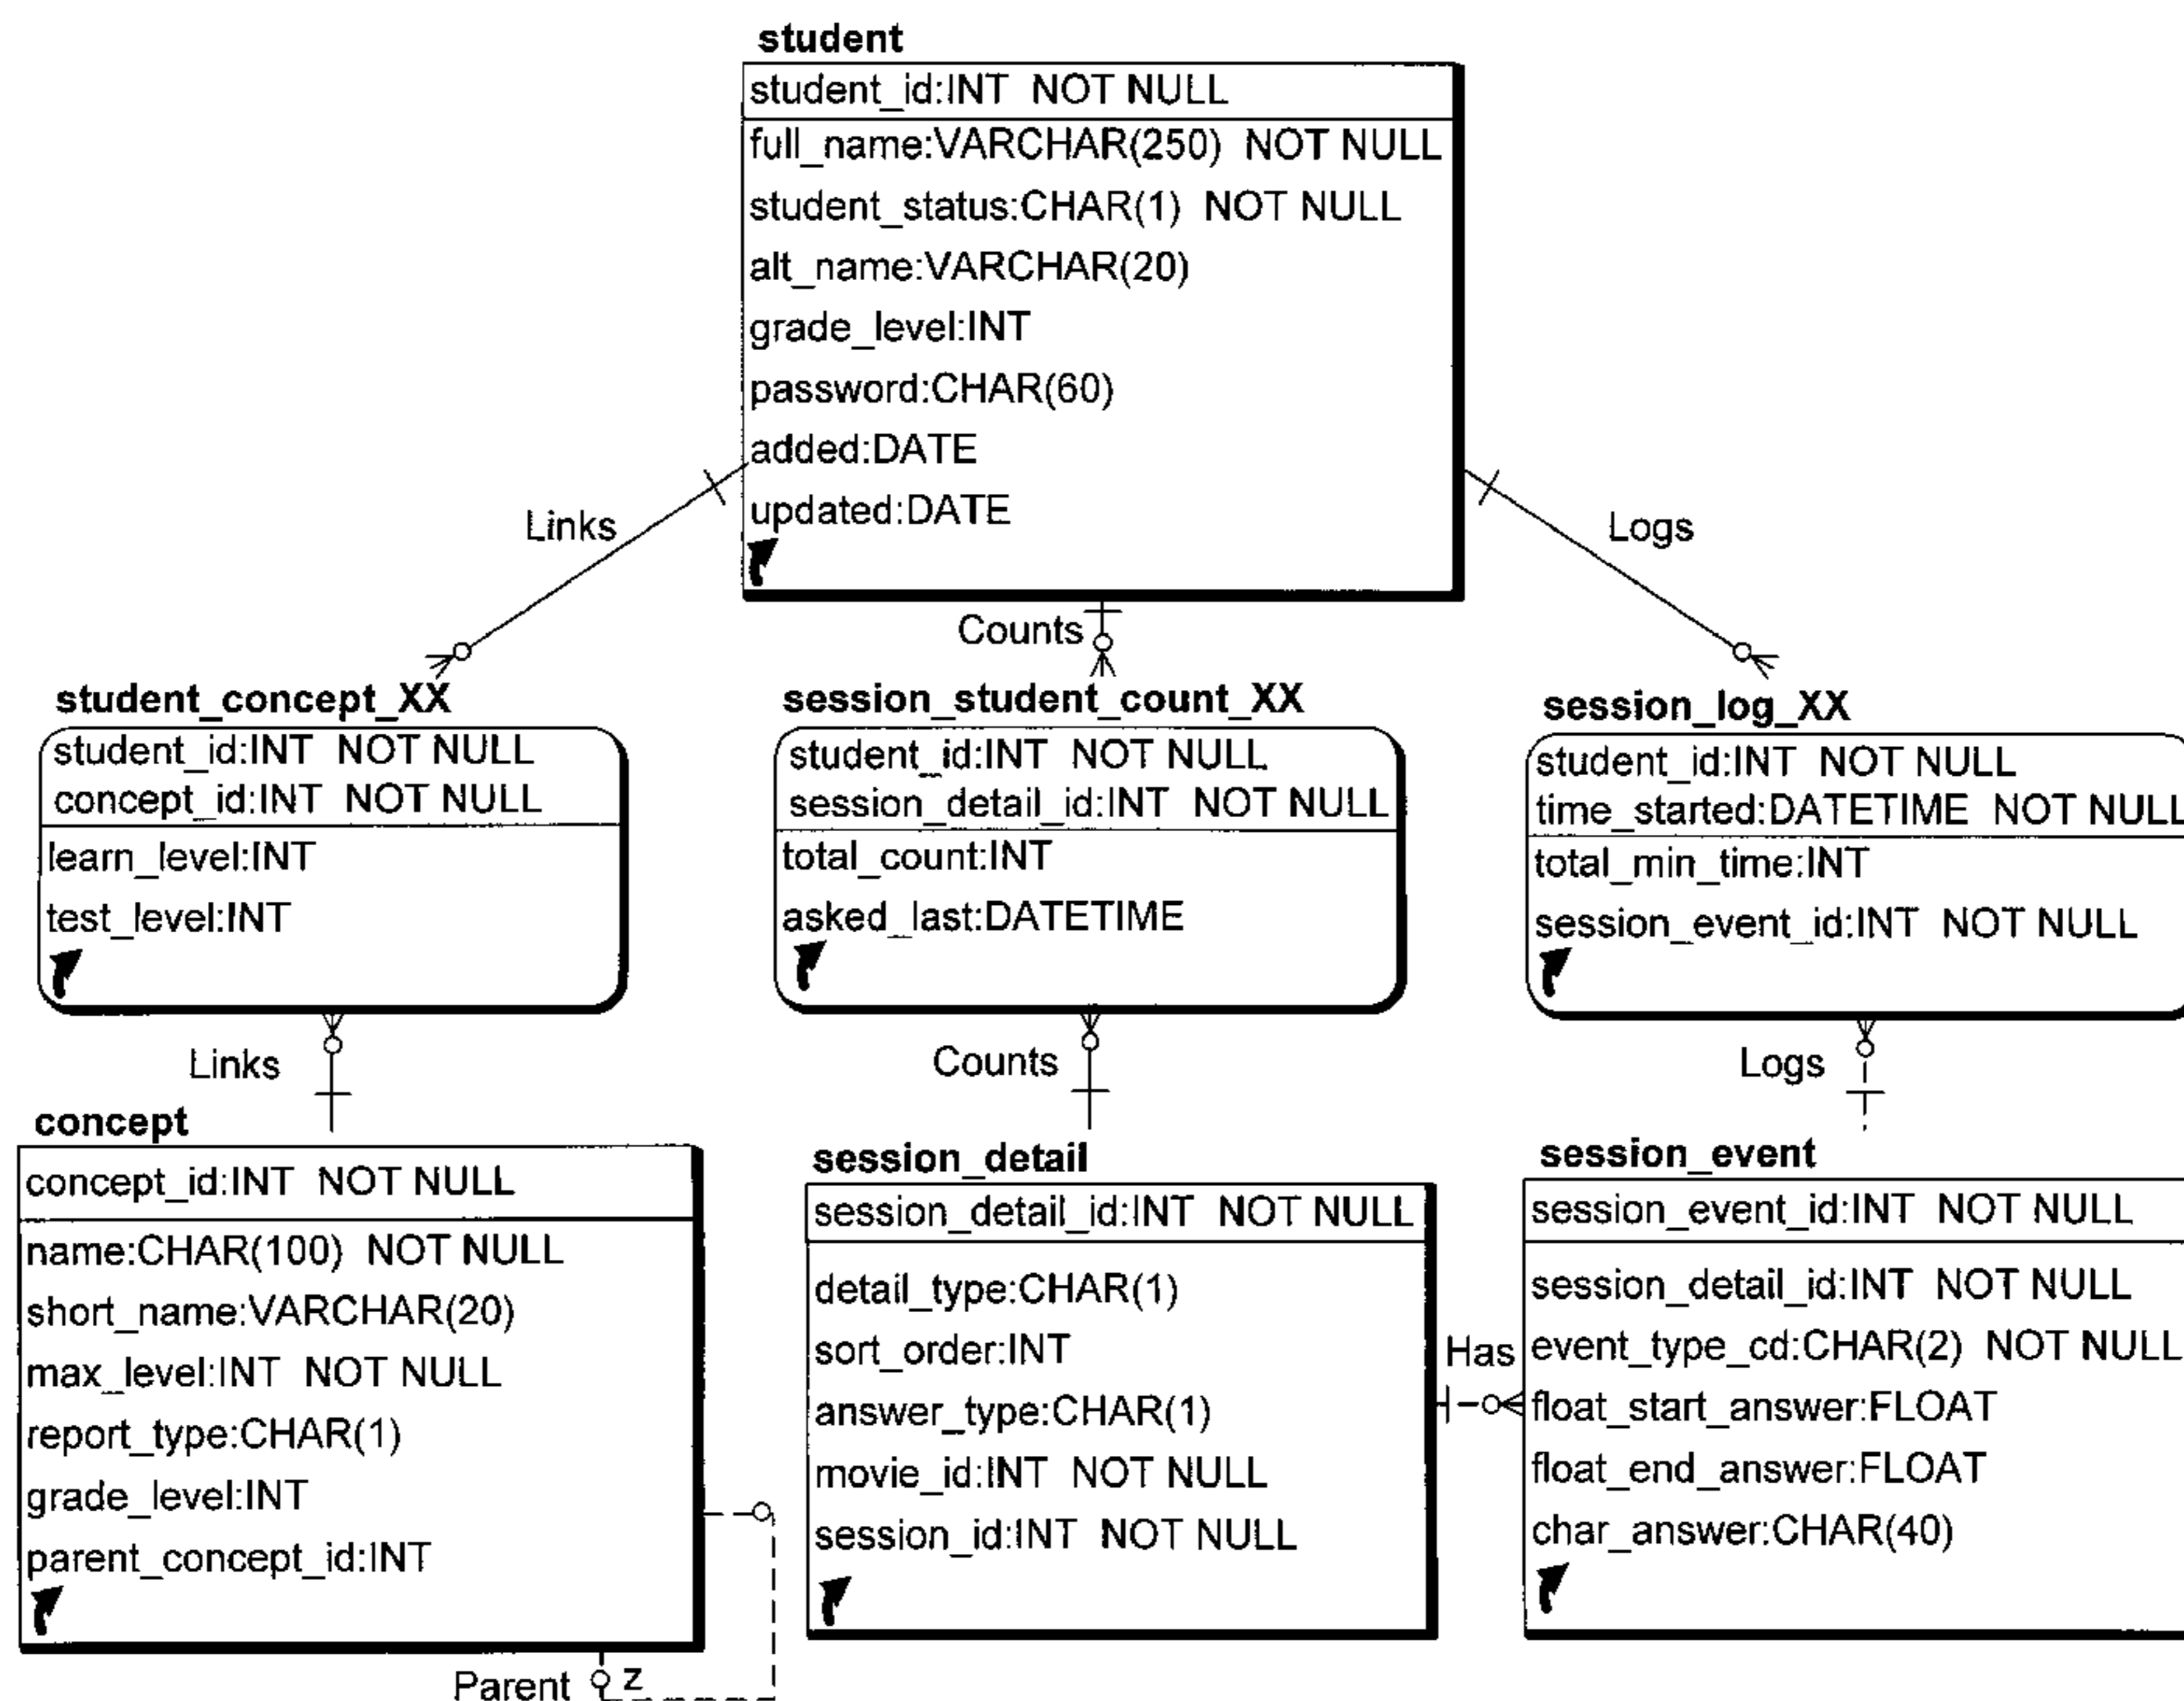 student
student_id:INT NOT NULL
full_name:VARCHAR(250) NOT NULL
student_status:CHAR(1) NOT NULL
alt_name:VARCHAR(20)
grade_level:INT
password:CHAR(60)
added:DATE
updated:DATE
Links
Counts
Logs
student_concept_XX
student_id:INT NOT NULL
concept_id:INT NOT NULL
learn_level:INT
test_level:INT
session_student_count_XX
student_id:INT NOT NULL
session_detail_id:INT NOT NULL
total_count:INT
asked_last:DATETIME
session_log_XX
student_id:INT NOT NULL
time_started:DATETIME NOT NULL
total_min_time:INT
session_event_id:INT NOT NULL
Links
Counts
Logs
concept
concept_id:INT NOT NULL
name:CHAR(100) NOT NULL
short_name:VARCHAR(20)
max_level:INT NOT NULL
report_type:CHAR(1)
grade_level:INT
parent_concept_id:INT
Parent
Z
session_detail
session_detail_id:INT NOT NULL
detail_type:CHAR(1)
sort_order:INT
answer_type:CHAR(1)
movie_id:INT NOT NULL
session_id:INT NOT NULL
Has
session_event
session_event_id:INT NOT NULL
session_detail_id:INT NOT NULL
event_type_cd:CHAR(2) NOT NULL
float_start_answer:FLOAT
float_end_answer:FLOAT
char_answer:CHAR(40)